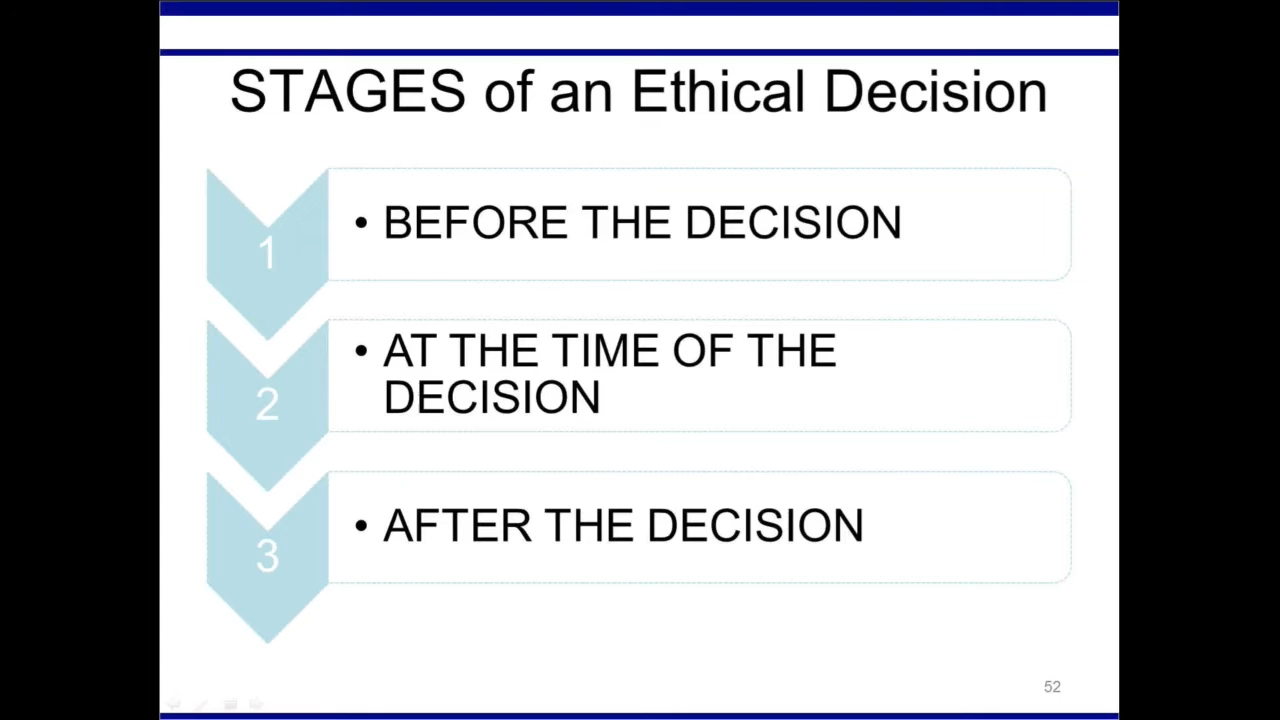 STAGES of an Ethical Decision
1
• BEFORE THE DECISION
2
• AT THE TIME OF THE
DECISION
3
• AFTER THE DECISION
52